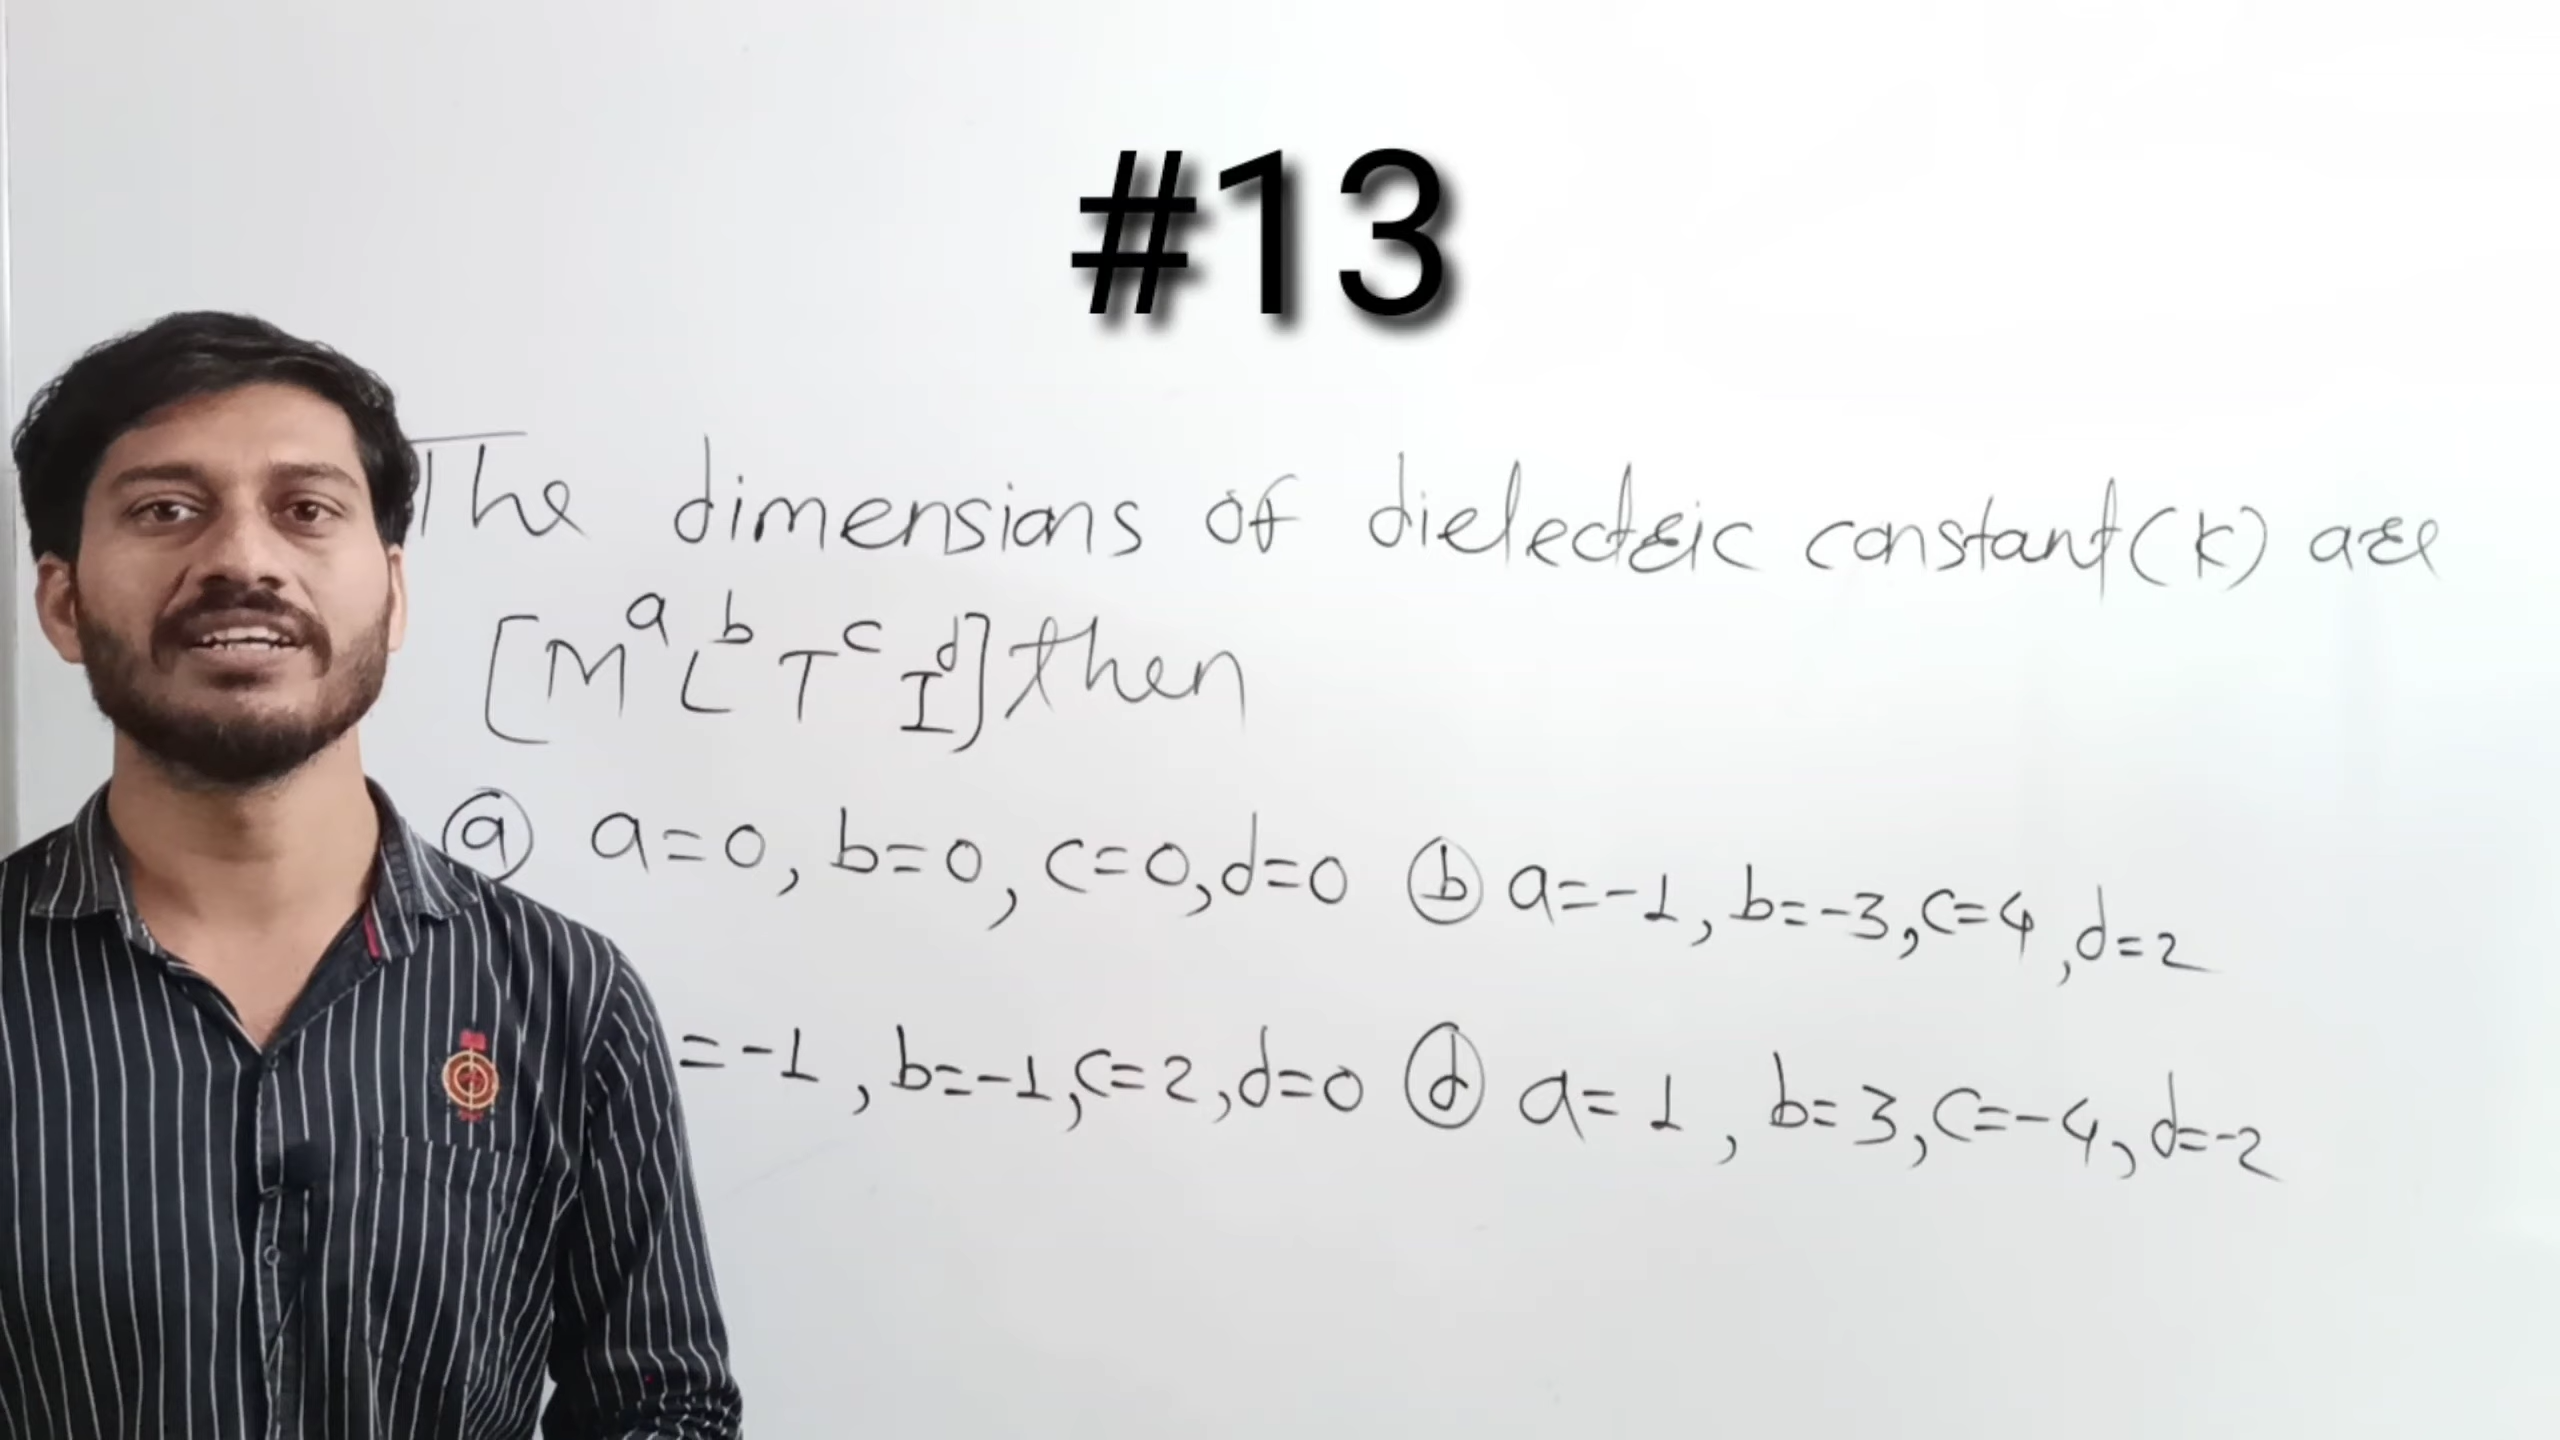 #13
The dimensions of dielectric constant (K) are
[M^a L^b T^c I^d] then
ⓐ a=0, b=0, c=0, d=0 ⓑ a=-1, b=-3, c=4, d=2
=-1, b=-1, c=2, d=0 ⓓ a=1, b=3, c=-4, d=-2